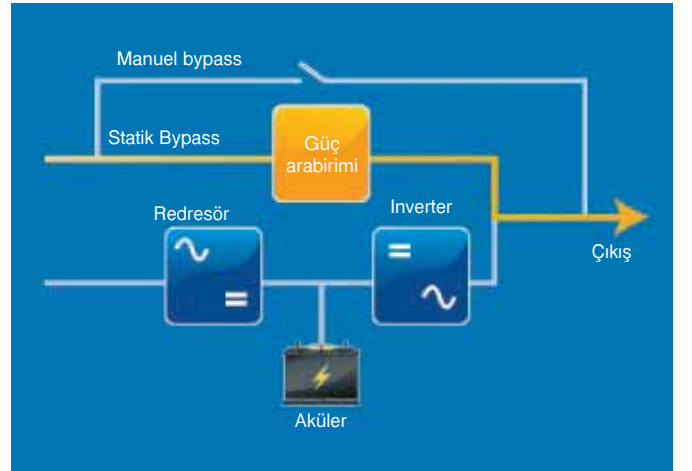 Manuel bypass
Statik Bypass
Güç
arabirimi
Redresör
Inverter
Çıkış
Aküler